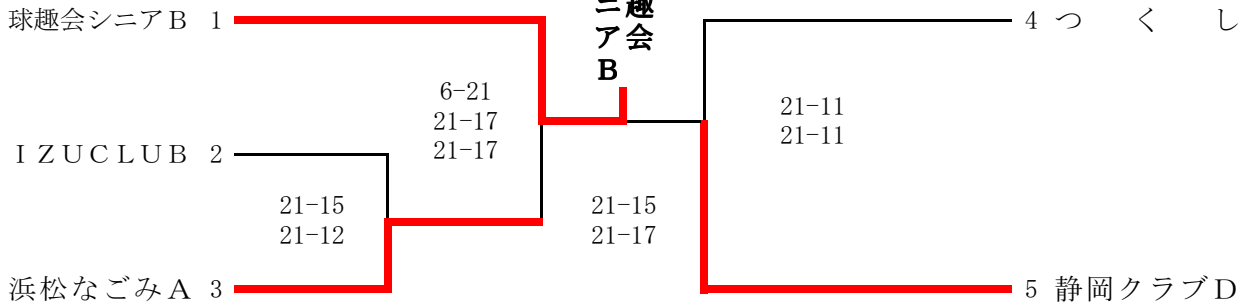 球趣会シニアB 1
ニアB
趣会
4 つくし
6-21
21-17
21-17
21-11
21-11
IZUCLUB 2
21-15
21-12
21-15
21-17
浜松なごみA 3
5 静岡クラブD